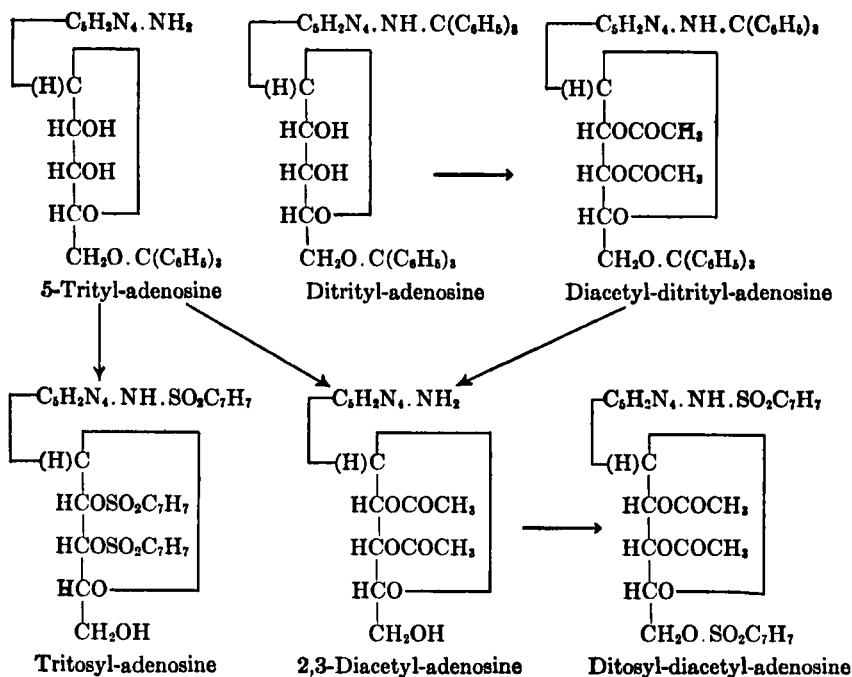 C₅H₂N₄.NH₂ C₅H₂N₄.NH.C(C₆H₅)₃ C₅H₂N₄.NH.C(C₆H₅)₃
(H)C (H)C (H)C
HCOH HCOH HCOCOCH₃
HCOH HCOH HCOCOCH₃
HCO HCO HCO
CH₂O.C(C₆H₅)₃ CH₂O.C(C₆H₅)₃ CH₂O.C(C₆H₅)₃
5-Trityl-adenosine Ditrityl-adenosine Diacetyl-ditrityl-adenosine
C₅H₂N₄.NH.SO₂C₇H₇ C₅H₂N₄.NH₂ C₅H₂N₄.NH.SO₂C₇H₇
(H)C (H)C (H)C
HCOSO₂C₇H₇ HCOCOCH₃ HCOCOCH₃
HCOSO₂C₇H₇ HCOCOCH₃ HCOCOCH₃
HCO HCO HCO
CH₂OH CH₂OH CH₂O.SO₂C₇H₇
Tritosyl-adenosine 2,3-Diacetyl-adenosine Ditosyl-diacetyl-adenosine